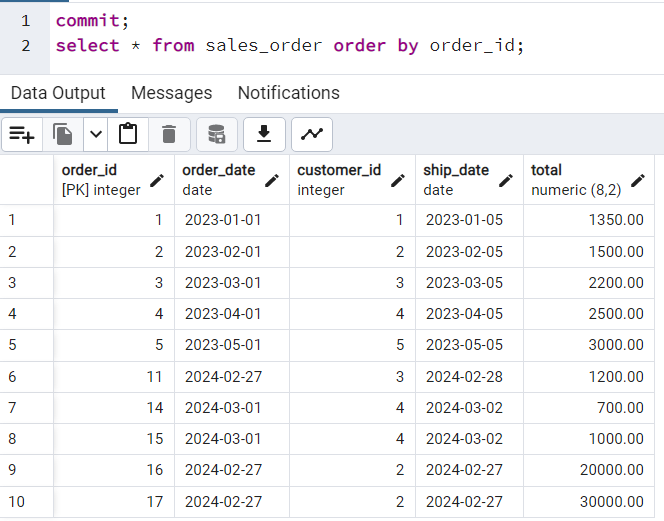 1 commit;
2 select * from sales_order order by order_id;
Data Output Messages Notifications
order_id order_date customer_id ship_date total
[PK] integer date integer date numeric (8,2)
1 1 2023-01-01 1 2023-01-05 1350.00
2 2 2023-02-01 2 2023-02-05 1500.00
3 3 2023-03-01 3 2023-03-05 2200.00
4 4 2023-04-01 4 2023-04-05 2500.00
5 5 2023-05-01 5 2023-05-05 3000.00
6 11 2024-02-27 3 2024-02-28 1200.00
7 14 2024-03-01 4 2024-03-02 700.00
8 15 2024-03-01 4 2024-03-02 1000.00
9 16 2024-02-27 2 2024-02-27 20000.00
10 17 2024-02-27 2 2024-02-27 30000.00